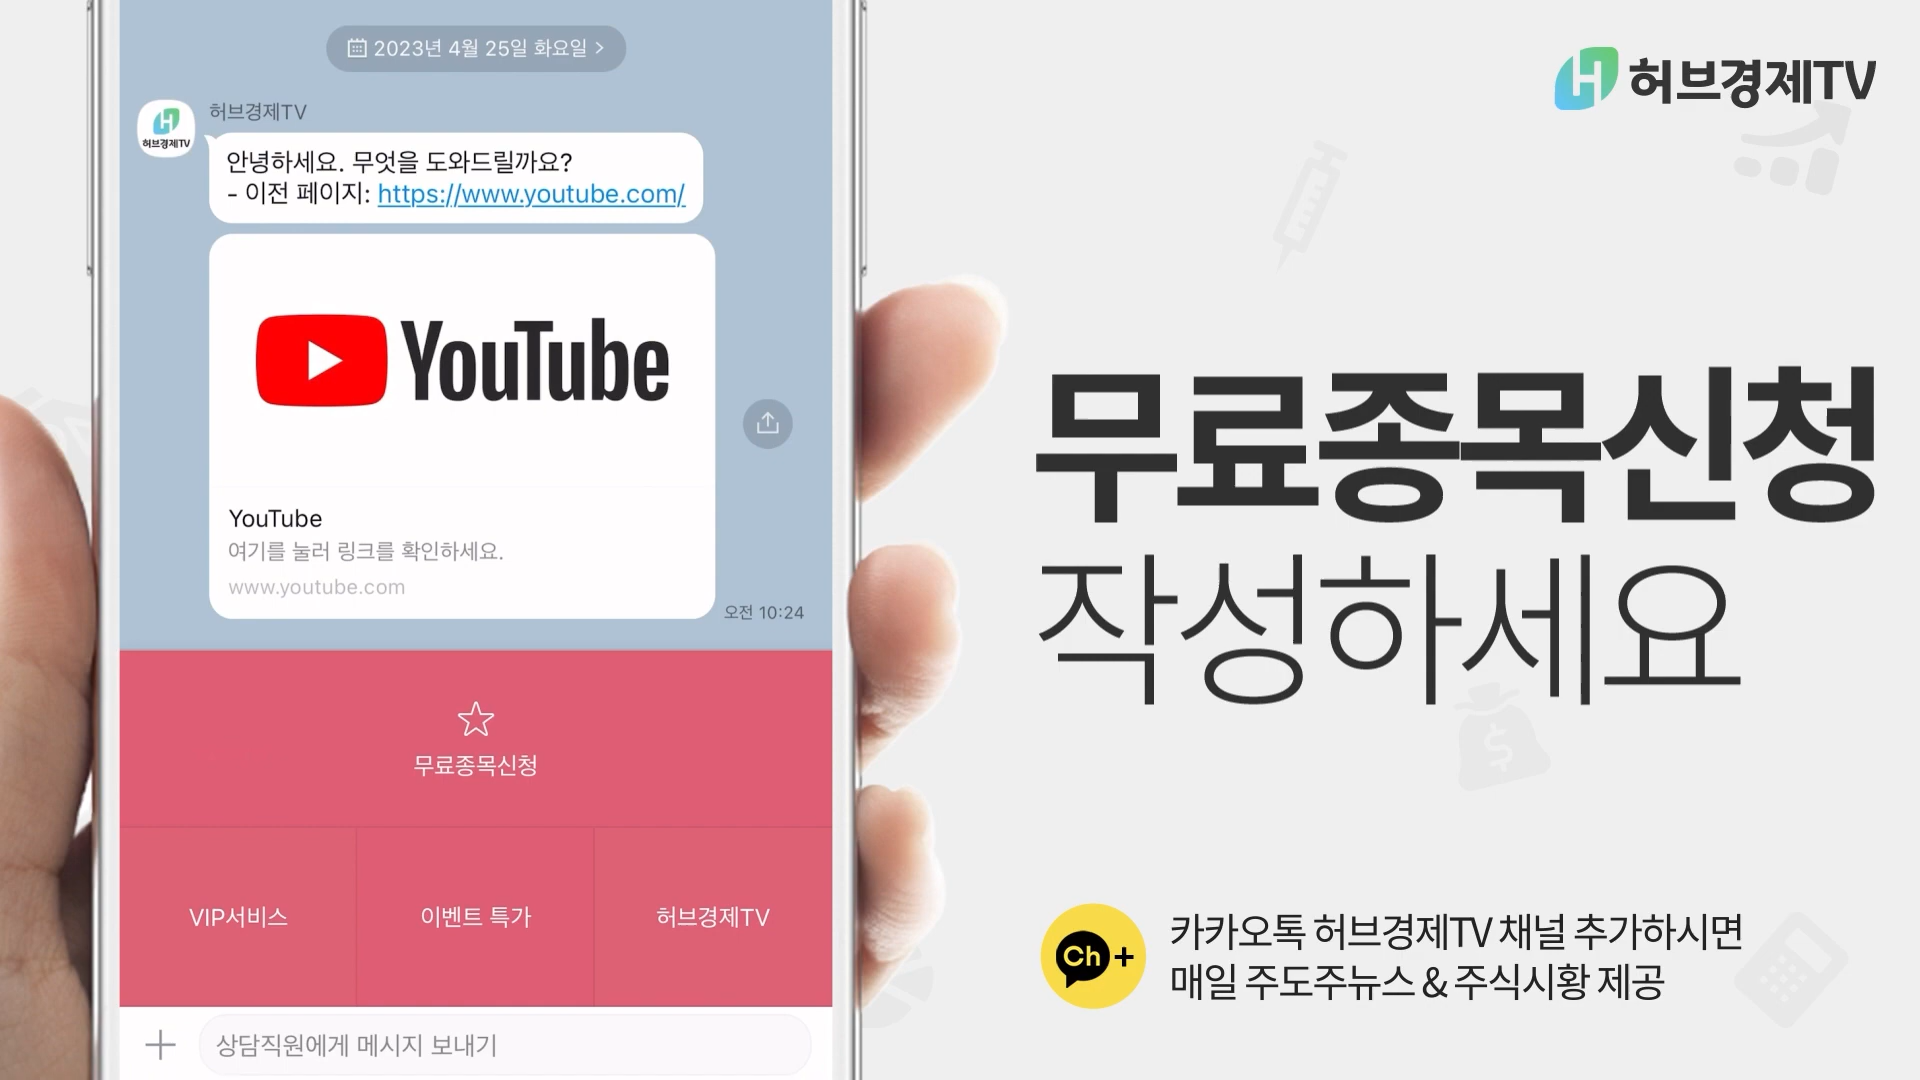 2023년 4월 25일 화요일 >
허브경제TV
허브경제TV
안녕하세요. 무엇을 도와드릴까요?
- 이전 페이지: https://www.youtube.com/
YouTube
YouTube
여기를 눌러 링크를 확인하세요.
www.youtube.com
오전 10:24
무료종목신청
VIP서비스
이벤트 특가
허브경제TV
상담직원에게 메시지 보내기
허브경제TV
무료종목신청
작성하세요
Ch+
카카오톡 허브경제TV 채널 추가하시면
매일 주도주뉴스 & 주식시황 제공